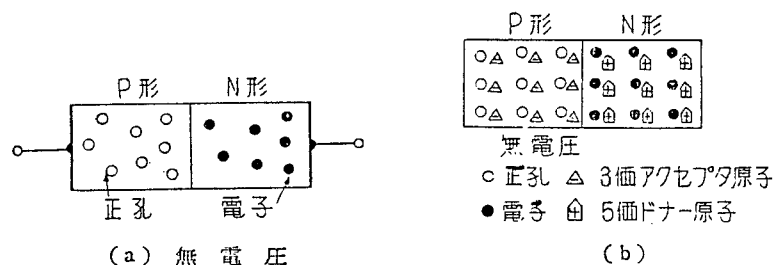 P形 N形
正孔 電子
(a) 無電圧
P形 N形
無電圧
○ 正孔 △ 3価アクセプタ原子
● 電子 5価ドナー原子
(b)